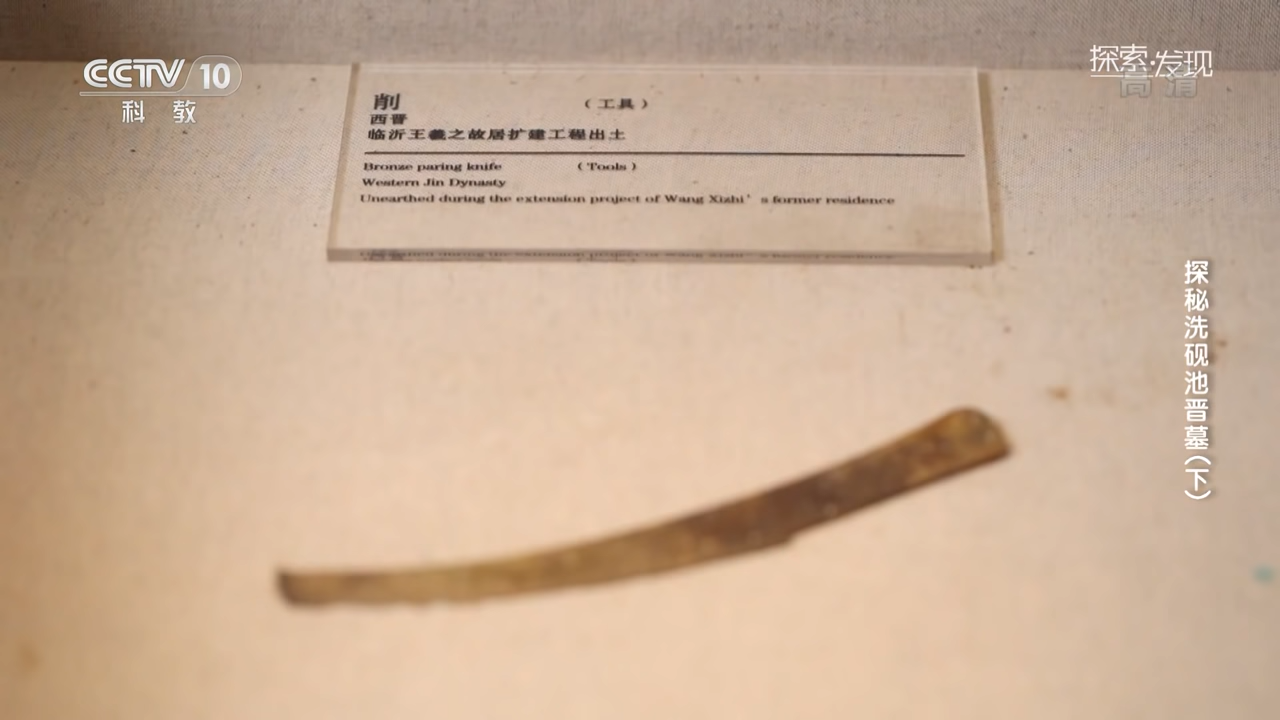 CCTV 10
科教
探索·发现
高清
削 （工具）
西晋
临沂王羲之故居扩建工程出土
Bronze paring knife (Tools)
Western Jin Dynasty
Unearthed during the extension project of Wang Xizhi's former residence
探秘洗砚池晋墓（下）